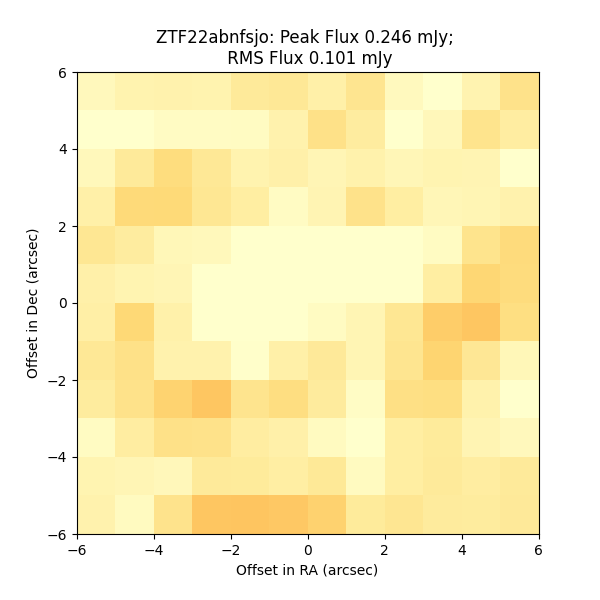 ZTF22abnfsjo: Peak Flux 0.246 mJy;
RMS Flux 0.101 mJy
6
4
2
0
−2
−4
−6
Offset in Dec (arcsec)
−6 −4 −2 0 2 4 6
Offset in RA (arcsec)